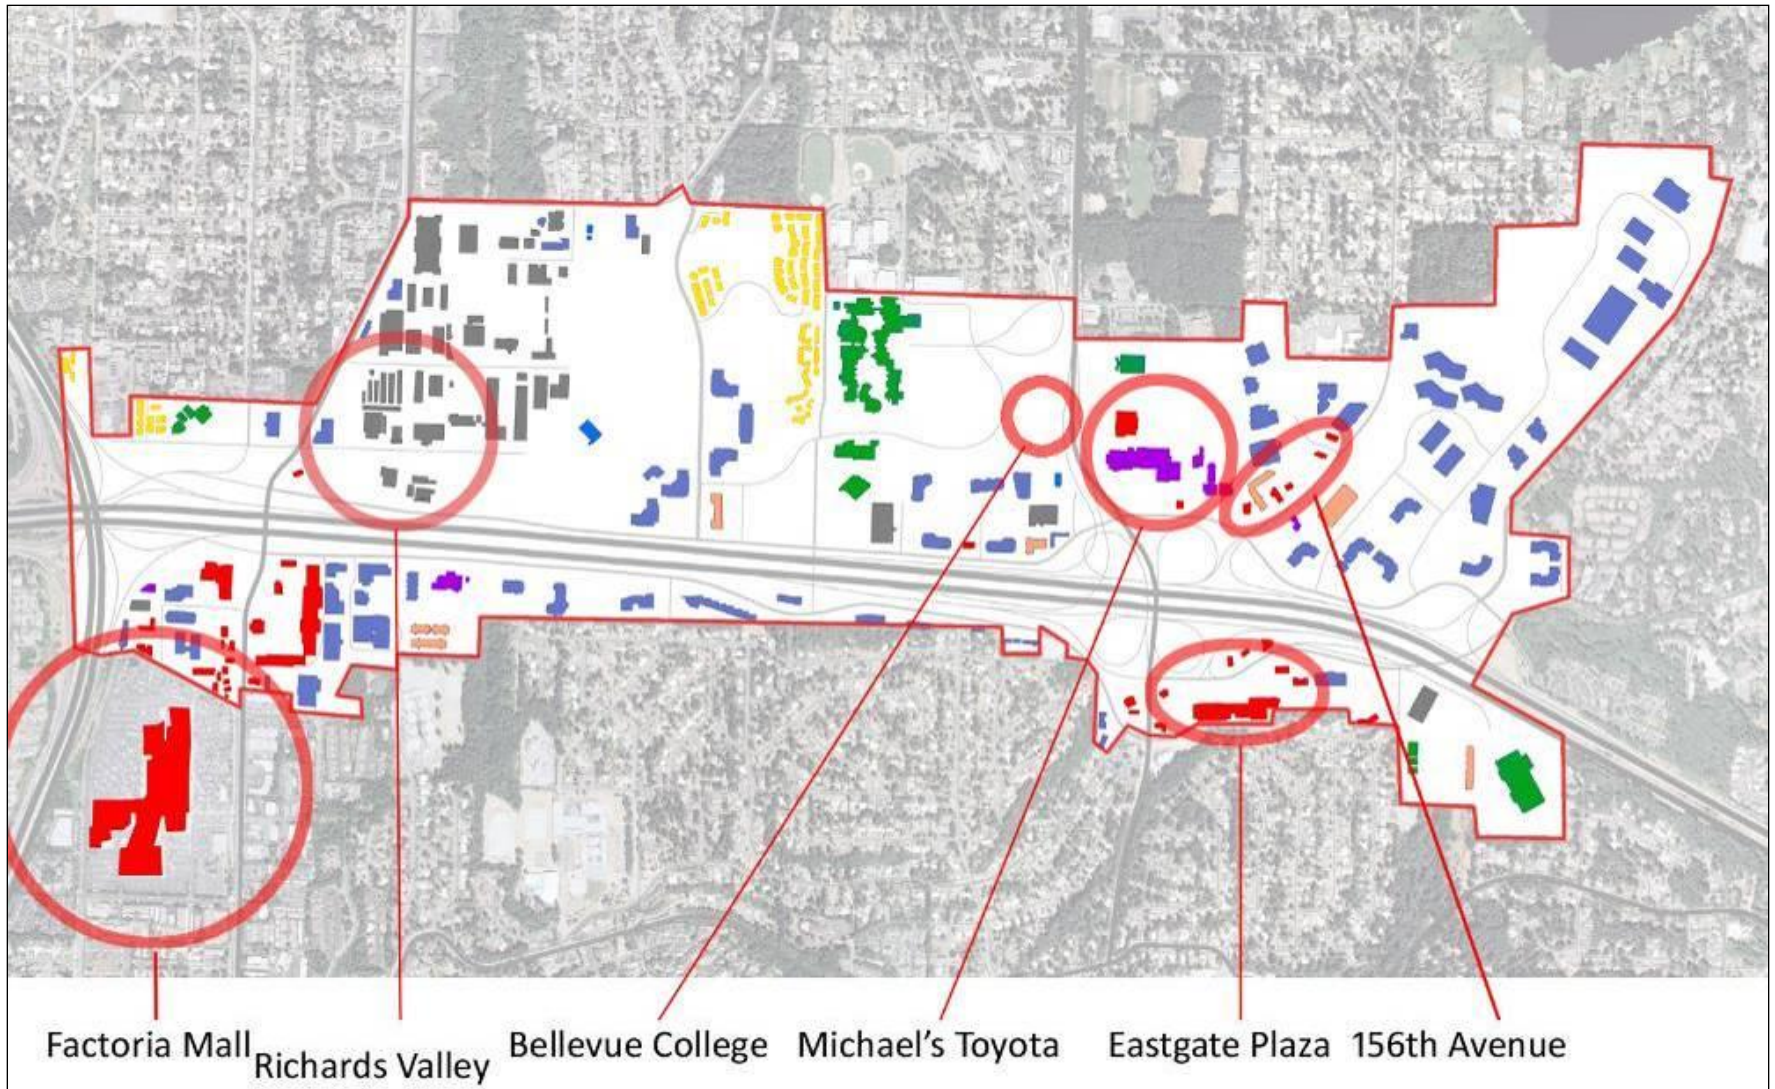 Factoria Mall
Richards Valley
Bellevue College
Michael's Toyota
Eastgate Plaza
156th Avenue